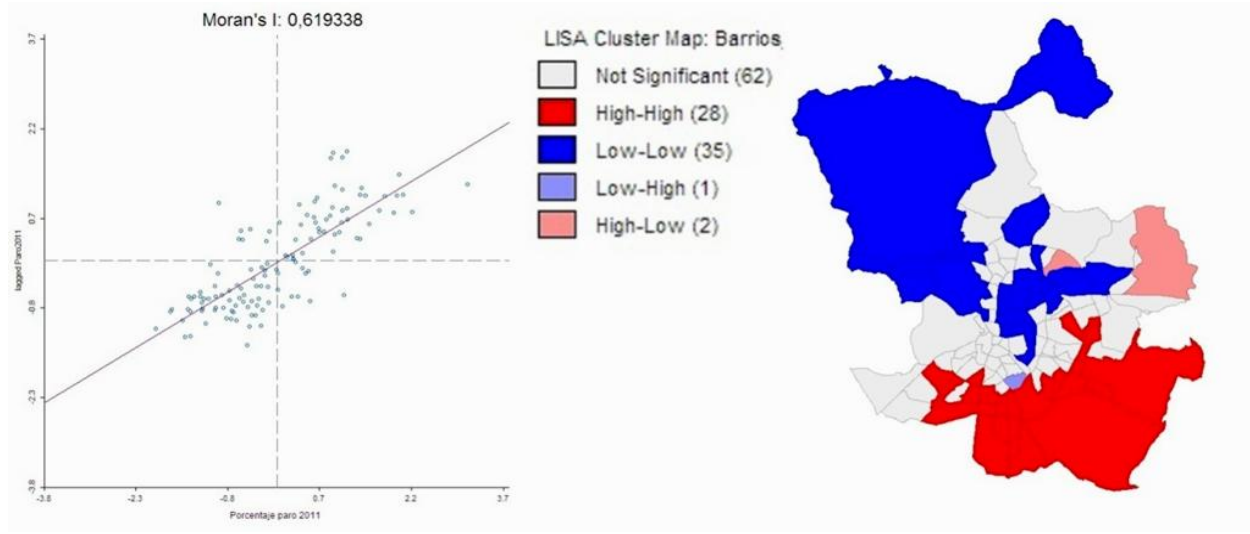 Moran's I: 0,619338
3.7
2.2
0.7
-0.8
-2.3
-3.8
lagged Paro2011
-3.8
-2.3
-0.8
0.7
2.2
3.7
Porcentaje paro 2011
LISA Cluster Map: Barrios
Not Significant (62)
High-High (28)
Low-Low (35)
Low-High (1)
High-Low (2)